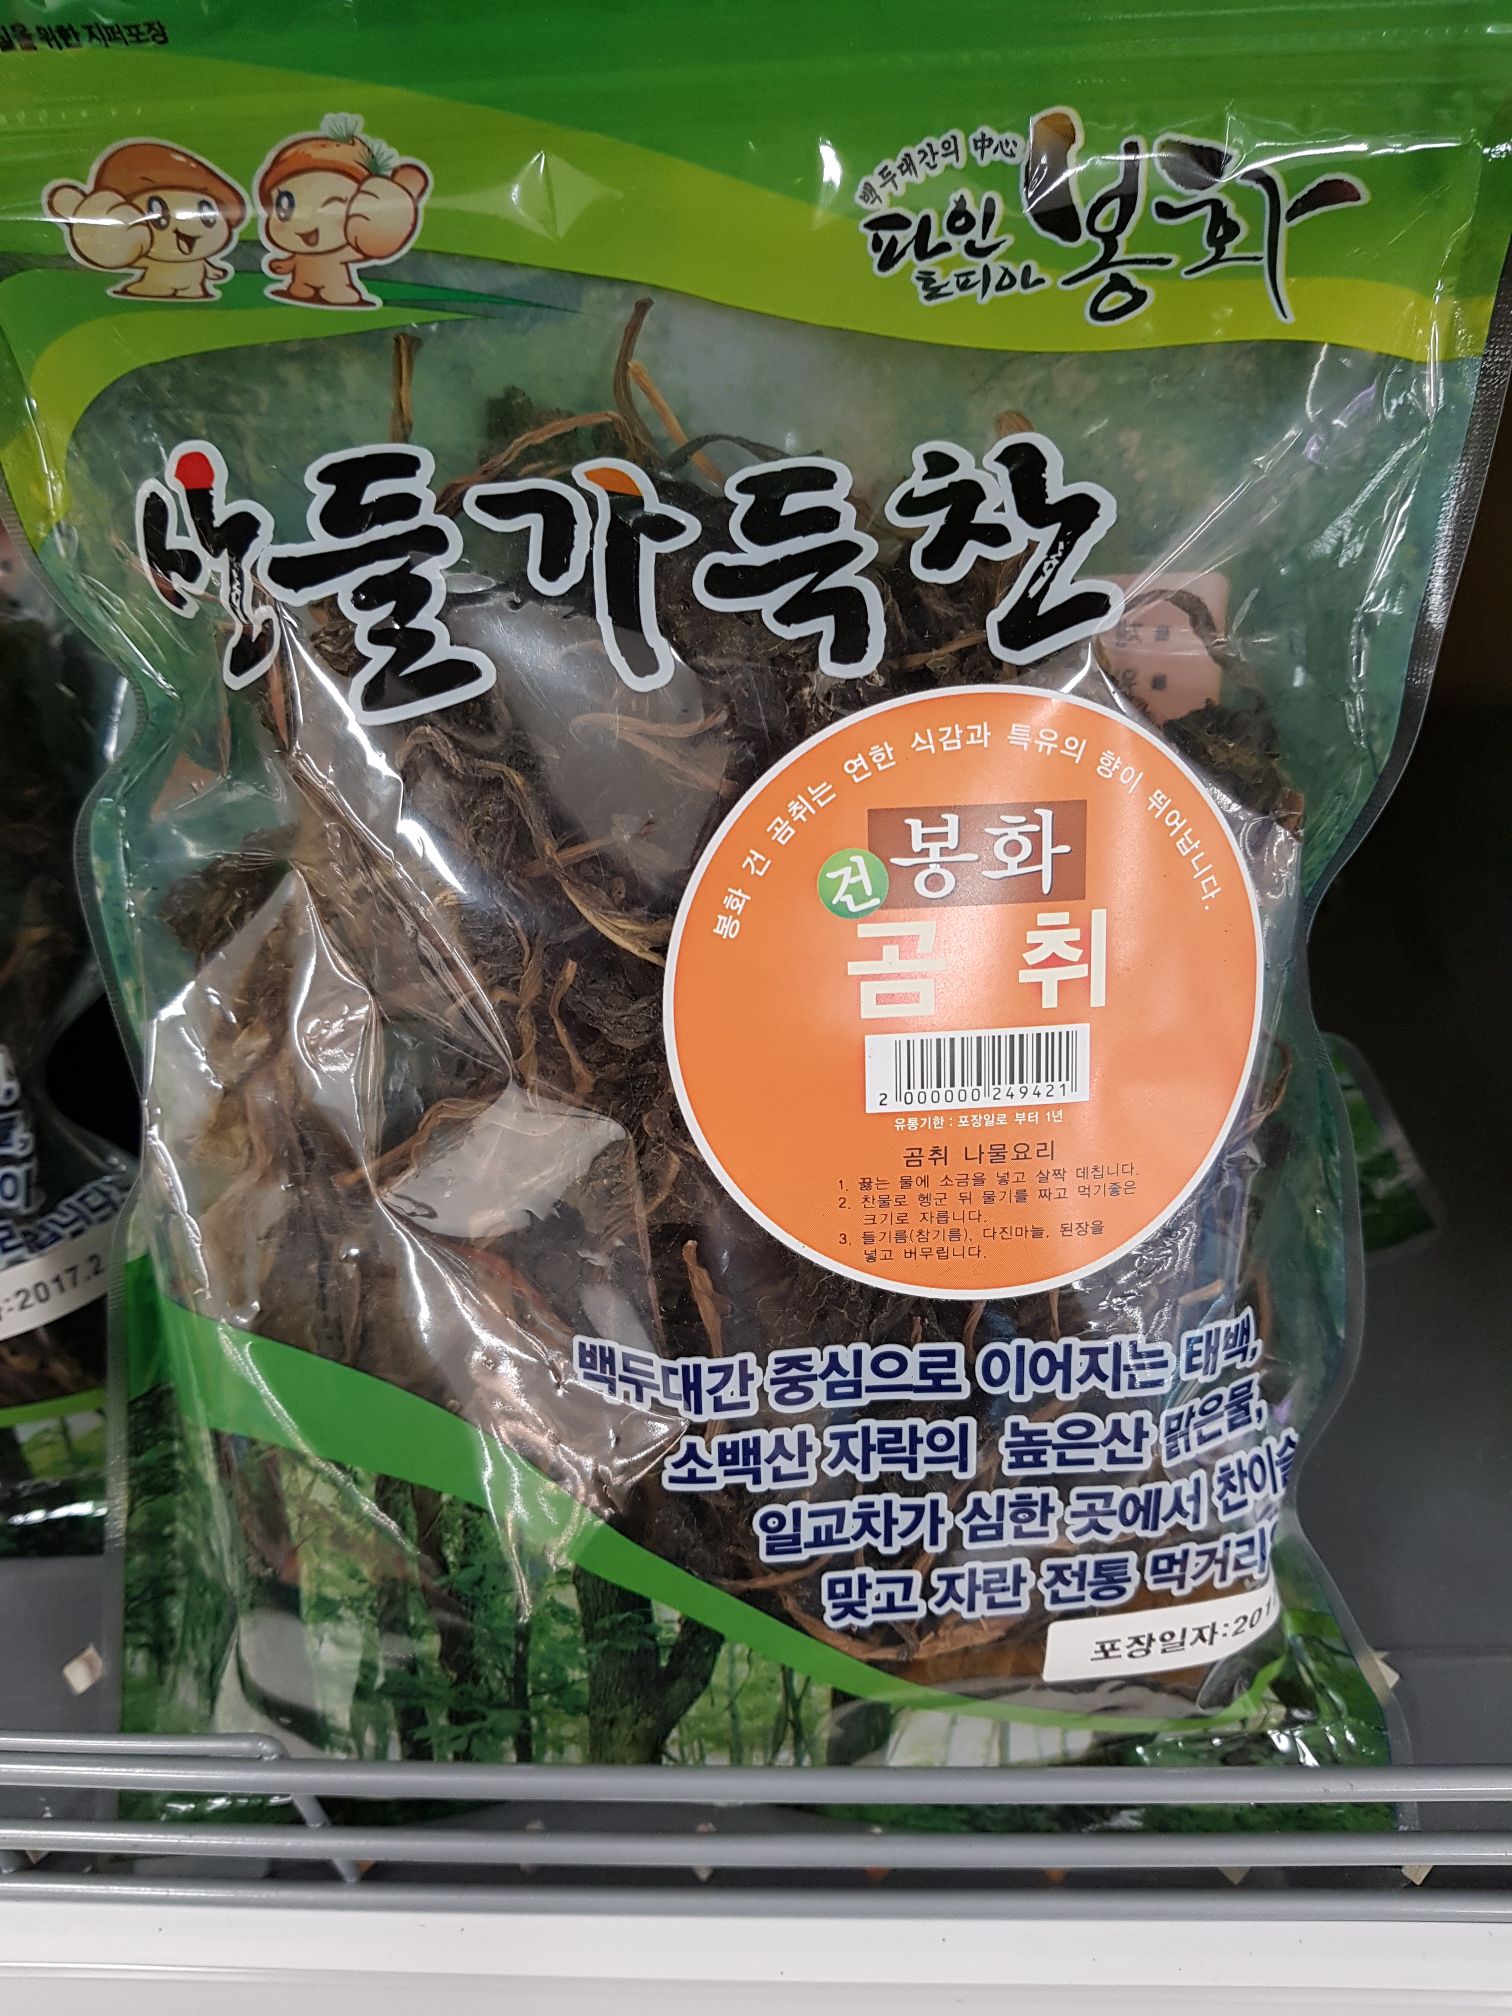 위한 지퍼포장
백두대간의 中心
파인
토피아
봉화
산들가득찬
봉화 건 곰취는 연한 식감과 특유의 향이 뛰어납니다.
건
봉화
곰 취
2 000000 249421
유통기한 : 포장일로 부터 1년
곰취 나물요리
1. 끓는 물에 소금을 넣고 살짝 데칩니다.
2. 찬물로 헹군 뒤 물기를 짜고 먹기좋은
크기로 자릅니다.
3. 들기름(참기름), 다진마늘, 된장을
넣고 버무립니다.
백두대간 중심으로 이어지는 태백,
소백산 자락의 높은산 맑은물,
일교차가 심한 곳에서 찬이슬
맞고 자란 전통 먹거리
포장일자:201
:2017.2